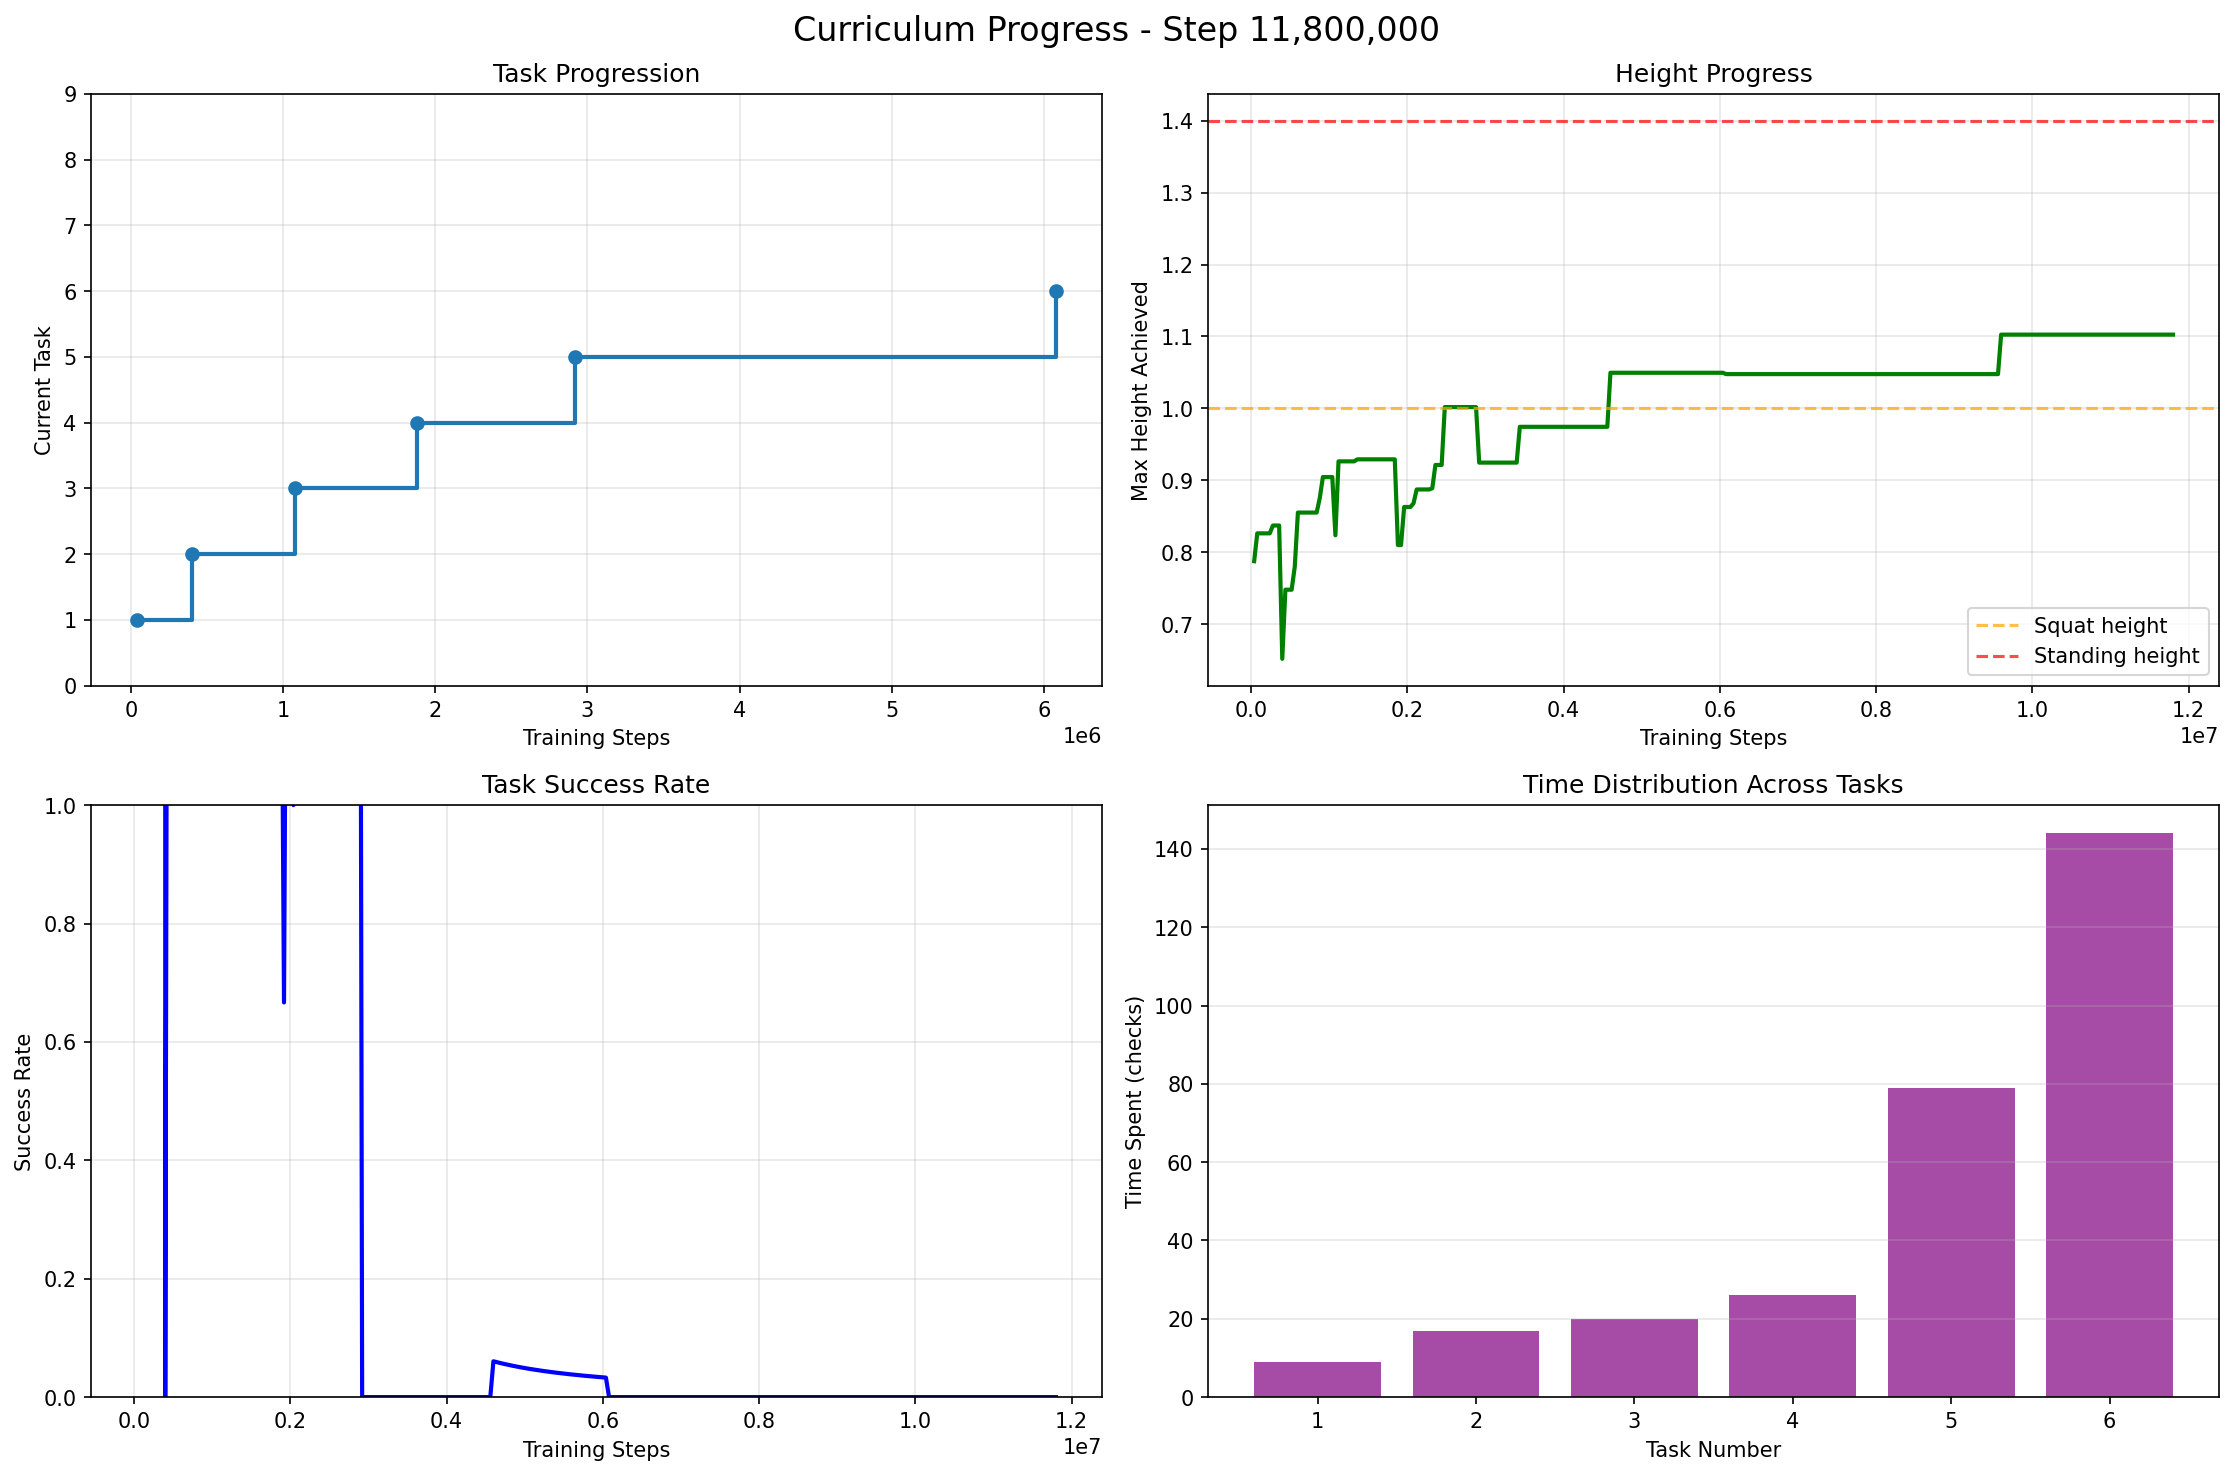 Curriculum Progress - Step 11,800,000
Task Progression
9
8
7
6
5
4
3
2
1
0
Current Task
0 1 2 3 4 5 6
1e6
Training Steps
Height Progress
1.4
1.3
1.2
1.1
1.0
0.9
0.8
0.7
Max Height Achieved
Squat height
Standing height
0.0 0.2 0.4 0.6 0.8 1.0 1.2
1e7
Training Steps
Task Success Rate
1.0
0.8
0.6
0.4
0.2
0.0
Success Rate
0.0 0.2 0.4 0.6 0.8 1.0 1.2
1e7
Training Steps
Time Distribution Across Tasks
140
120
100
80
60
40
20
0
Time Spent (checks)
1 2 3 4 5 6
Task Number